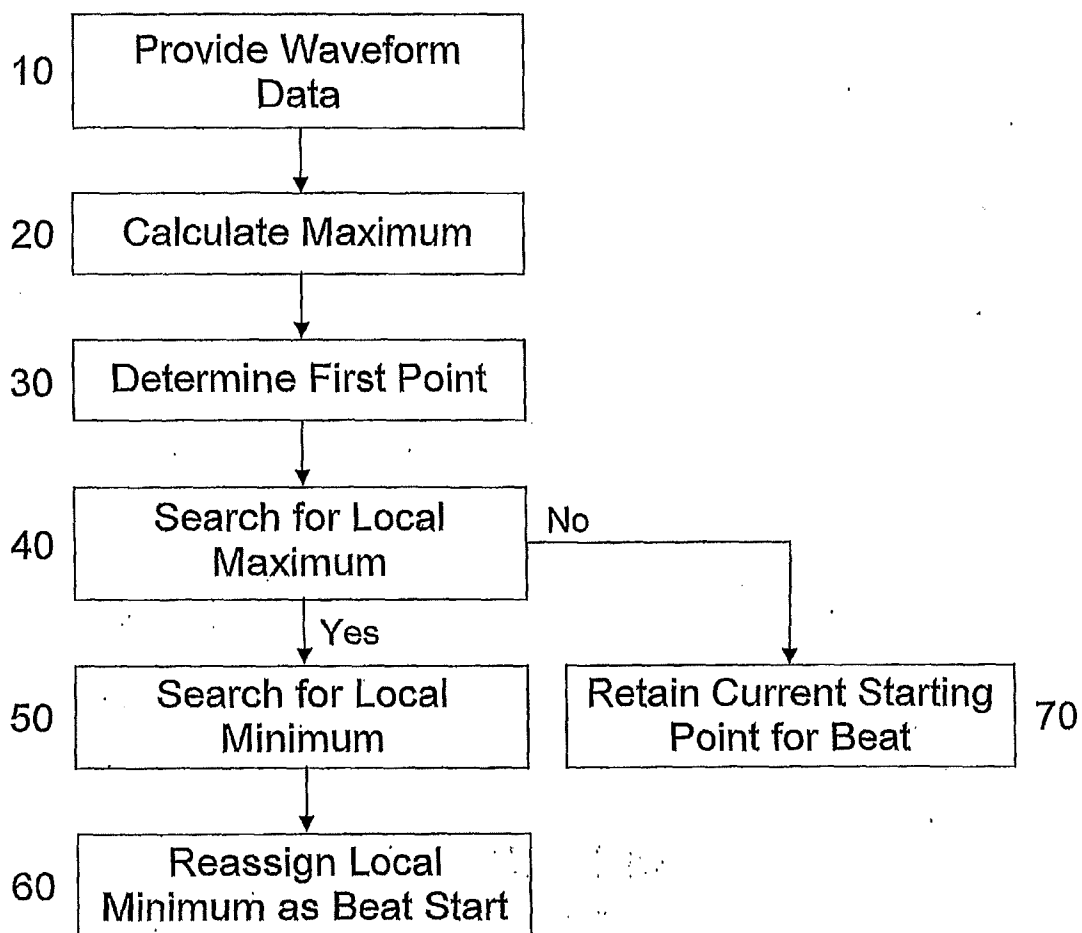 10
Provide Waveform
Data
20
Calculate Maximum
30
Determine First Point
40
Search for Local
Maximum
No
Yes
50
Search for Local
Minimum
Retain Current Starting
Point for Beat
70
60
Reassign Local
Minimum as Beat Start